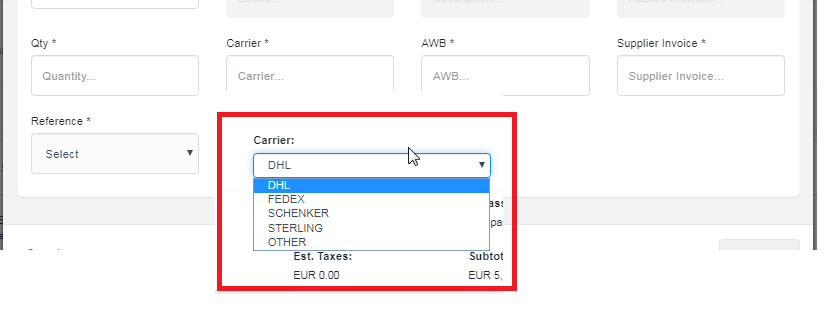 Qty * Carrier * AWB * Supplier Invoice *
Quantity... Carrier... AWB... Supplier Invoice...
Reference *
Select
Carrier:
DHL
DHL
FEDEX
SCHENKER
STERLING
OTHER
Est. Taxes: Subtot
EUR 0.00 EUR 5,